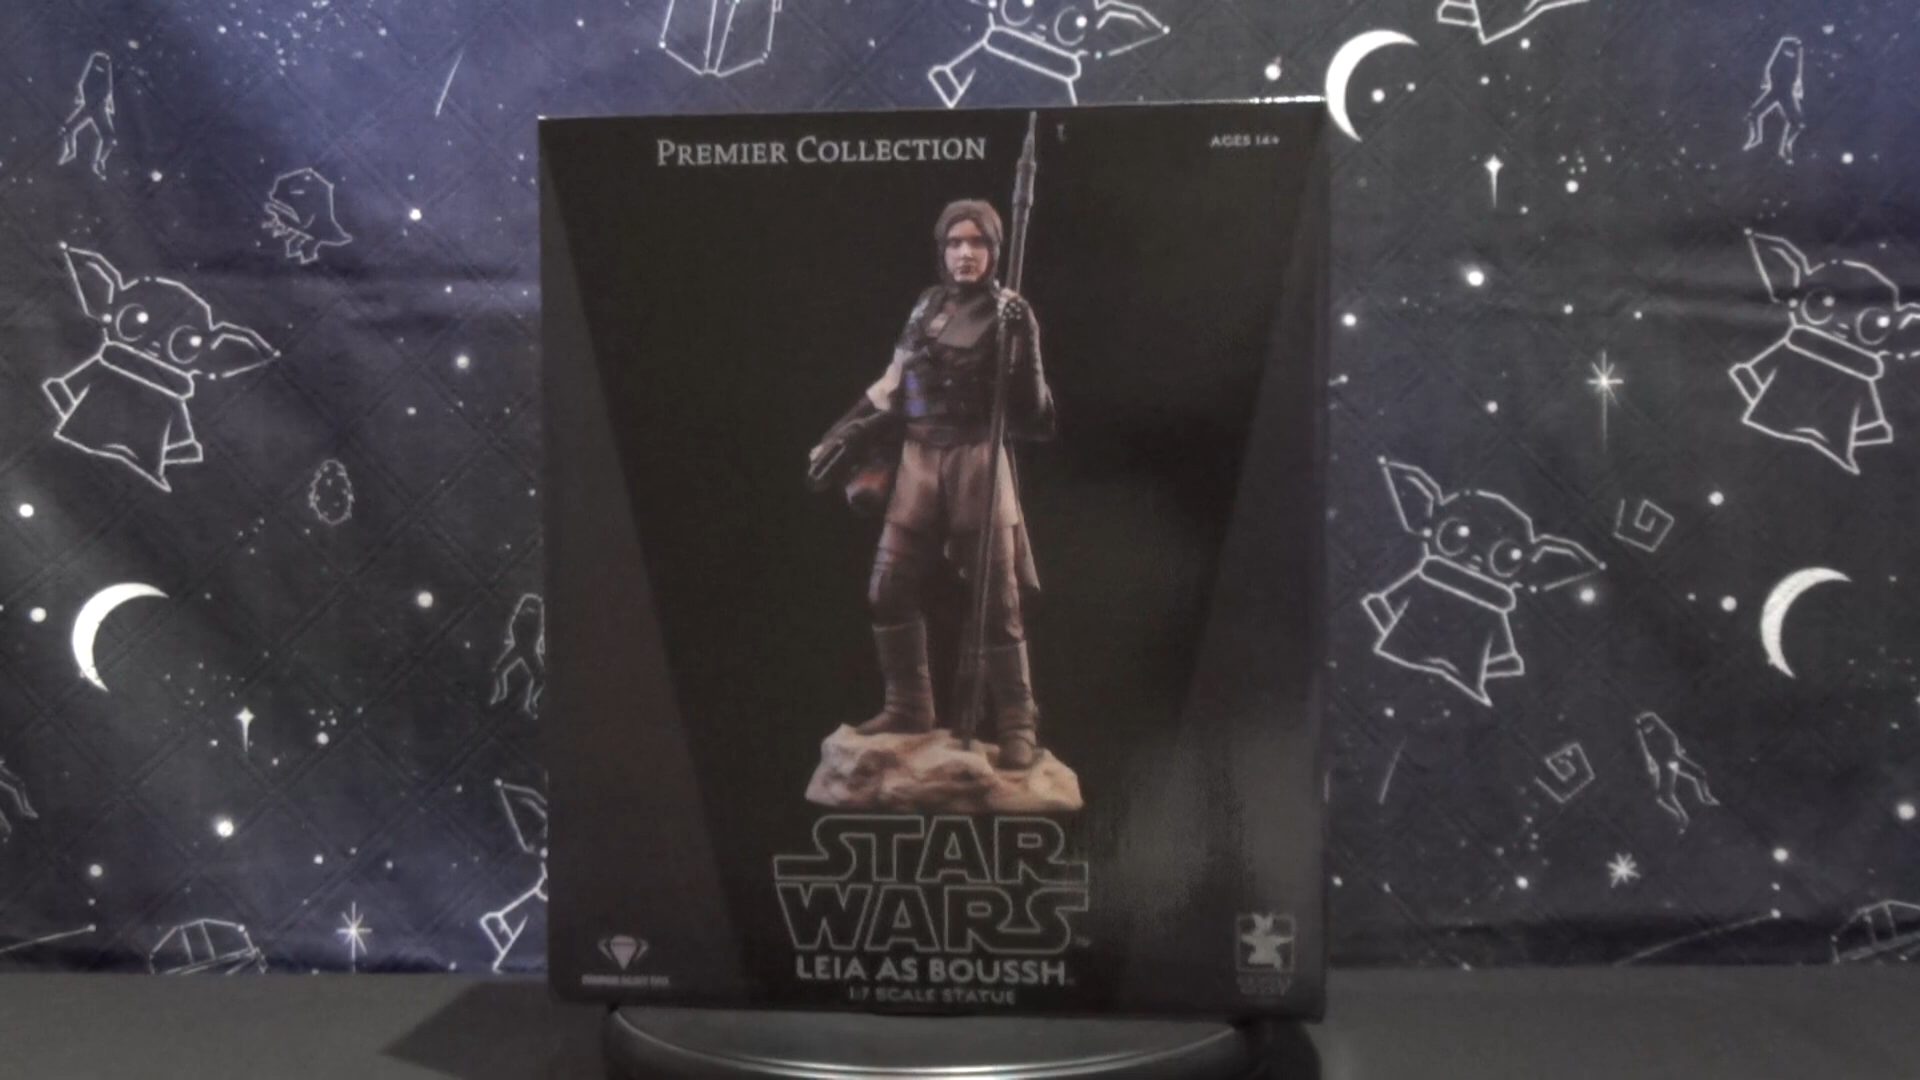 PREMIER COLLECTION
AGES 14+
STAR
WARS
LEIA AS BOUSSH
1:7 SCALE STATUE